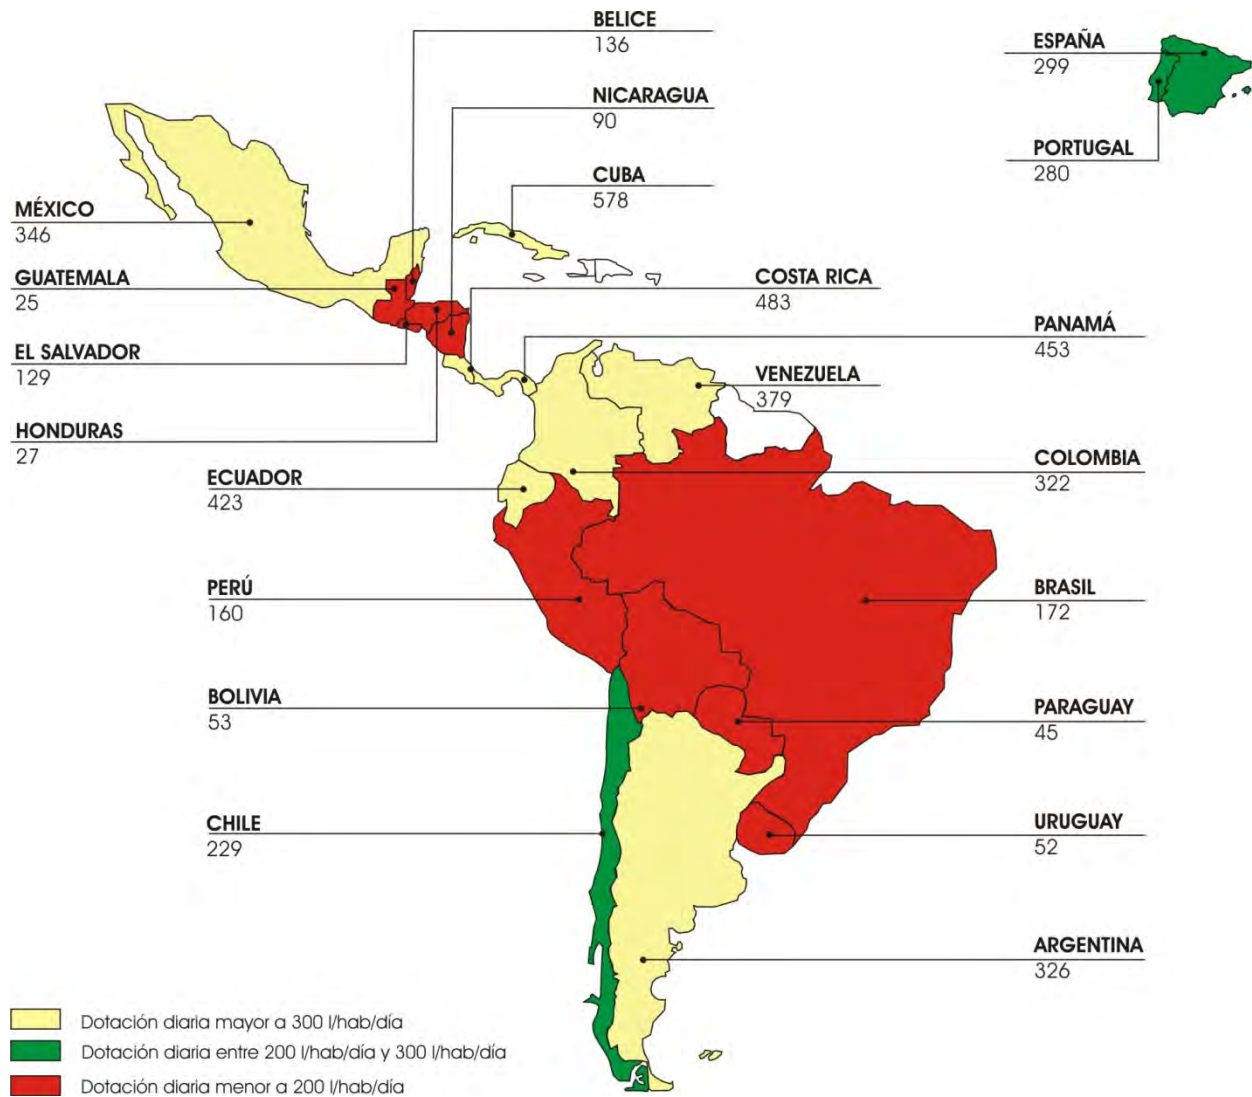 BELICE
136
ESPAÑA
299
NICARAGUA
90
PORTUGAL
280
CUBA
578
MÉXICO
346
GUATEMALA
25
COSTA RICA
483
PANAMÁ
453
EL SALVADOR
129
VENEZUELA
379
HONDURAS
27
COLOMBIA
322
ECUADOR
423
PERÚ
160
BRASIL
172
BOLIVIA
53
PARAGUAY
45
CHILE
229
URUGUAY
52
ARGENTINA
326
Dotación diaria mayor a 300 l/hab/día
Dotación diaria entre 200 l/hab/día y 300 l/hab/día
Dotación diaria menor a 200 l/hab/día